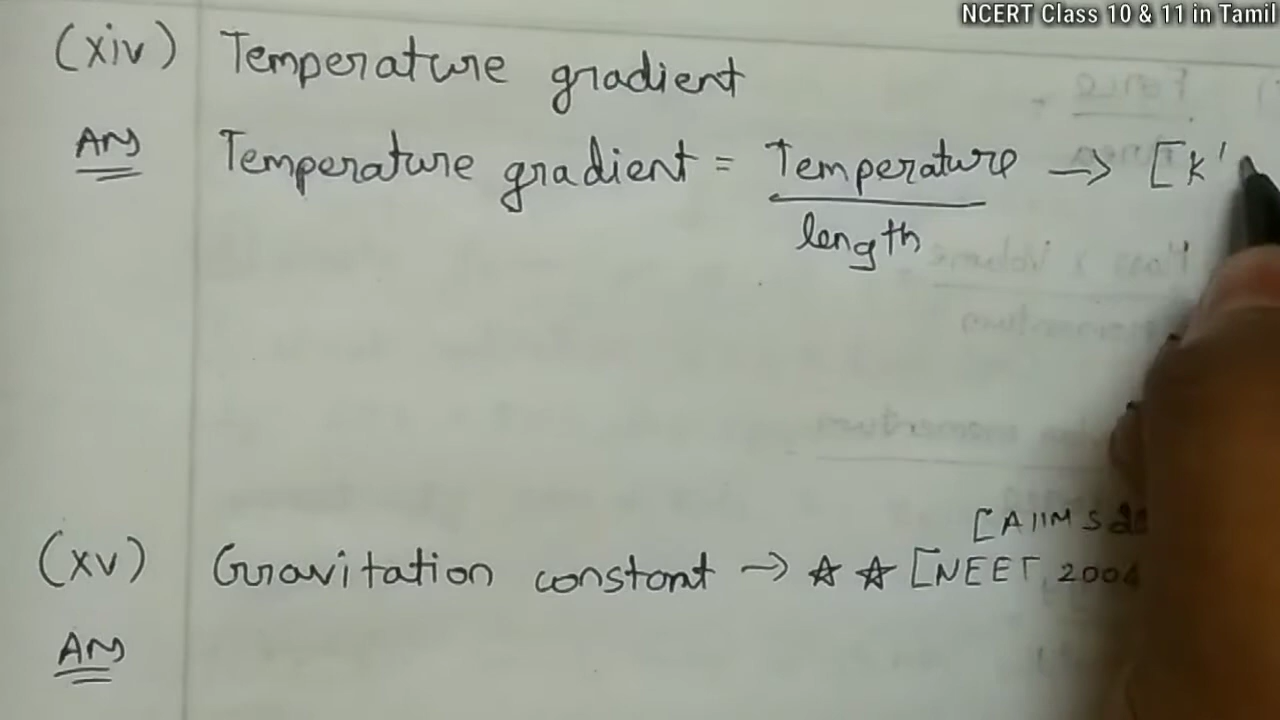 NCERT Class 10 & 11 in Tamil
(xiv) Temperature gradient
Ans Temperature gradient = Temperature → [K'
length
[AIIMS
(xv) Gravitation constant → ☆ ☆ [NEET, 2004
Ans